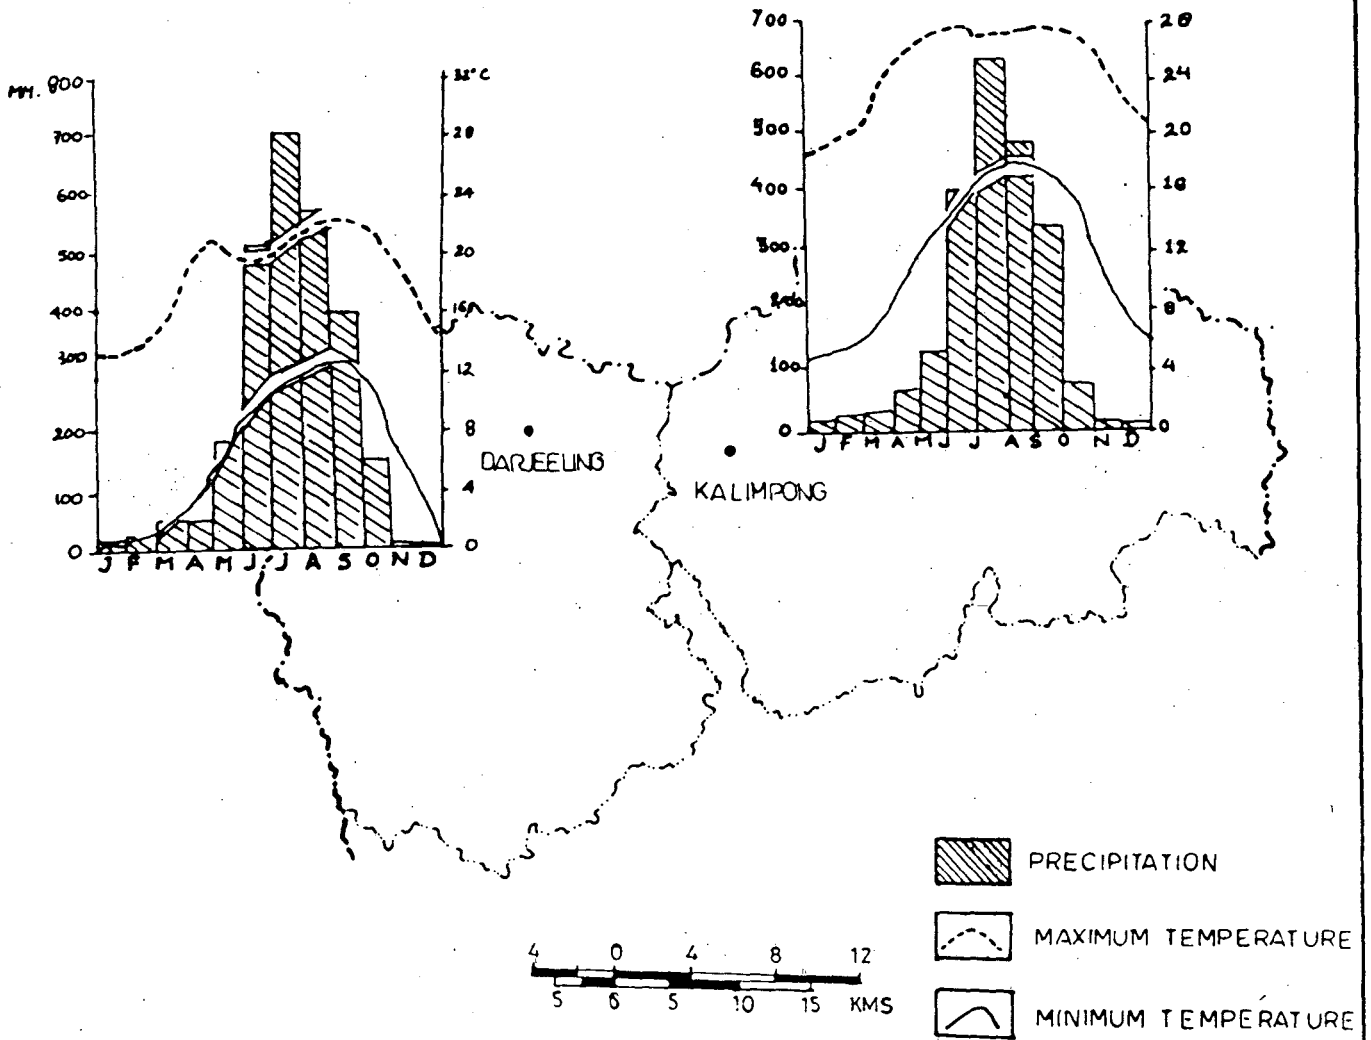 MM. 800
700
600
500
400
300
200
100
0
32°C
28
24
20
16
12
8
4
0
J F M A M J J A S O N D
DARJEELING
700
600
500
400
300
200
100
0
28
24
20
16
12
8
4
0
J F M A M J J A S O N D
KALIMPONG
PRECIPITATION
MAXIMUM TEMPERATURE
MINIMUM TEMPERATURE
4 0 4 8 12
5 6 5 10 15 KMS